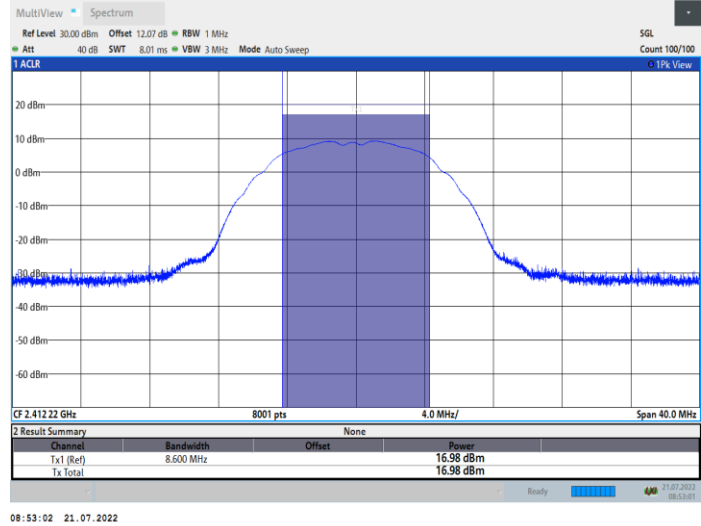 MultiView Spectrum
Ref Level 30.00 dBm Offset 12.07 dB RBW 1 MHz SGL
Att 40 dB SWT 8.01 ms VBW 3 MHz Mode Auto Sweep Count 100/100
1 ACLR 1Pk View
20 dBm
10 dBm
0 dBm
-10 dBm
-20 dBm
-30 dBm
-40 dBm
-50 dBm
-60 dBm
CF 2.412 22 GHz 8001 pts 4.0 MHz/ Span 40.0 MHz
2 Result Summary None
Channel Bandwidth Offset Power
Tx1 (Ref) 8.600 MHz 16.98 dBm
Tx Total 16.98 dBm
Ready 21.07.2022
08:53:01
08:53:02 21.07.2022